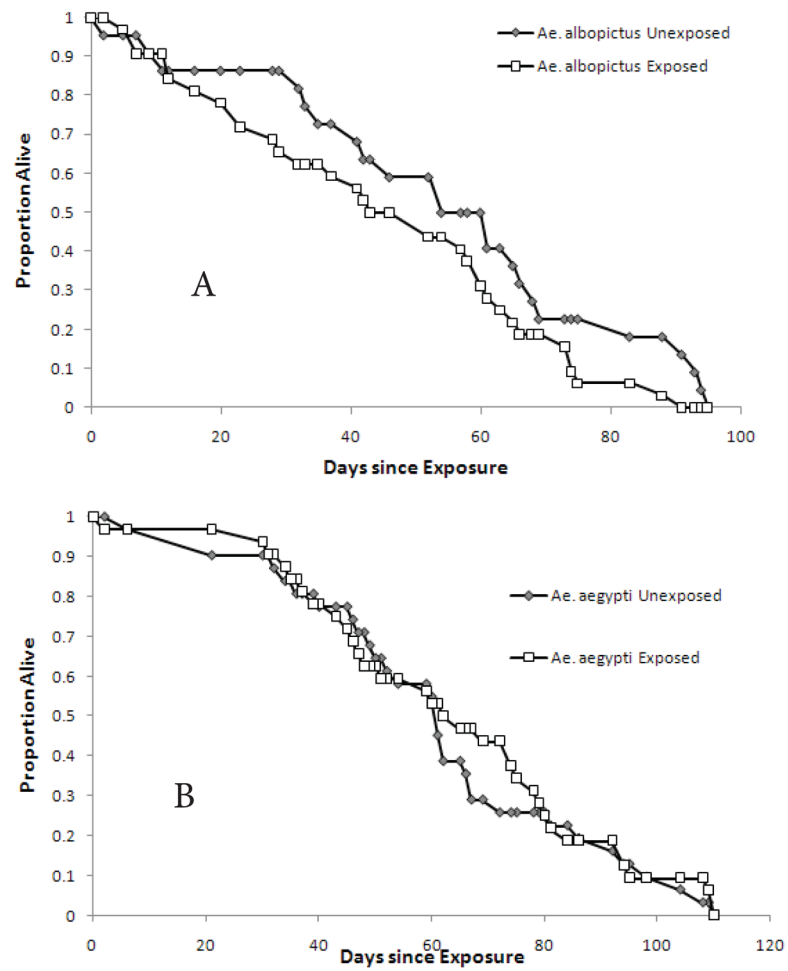 1
0.9
0.8
0.7
0.6
0.5
0.4
0.3
0.2
0.1
0
Proportion Alive
Ae. albopictus Unexposed
Ae. albopictus Exposed
A
0 20 40 60 80 100
Days since Exposure
1
0.9
0.8
0.7
0.6
0.5
0.4
0.3
0.2
0.1
0
Proportion Alive
Ae. aegypti Unexposed
Ae. aegypti Exposed
B
0 20 40 60 80 100 120
Days since Exposure